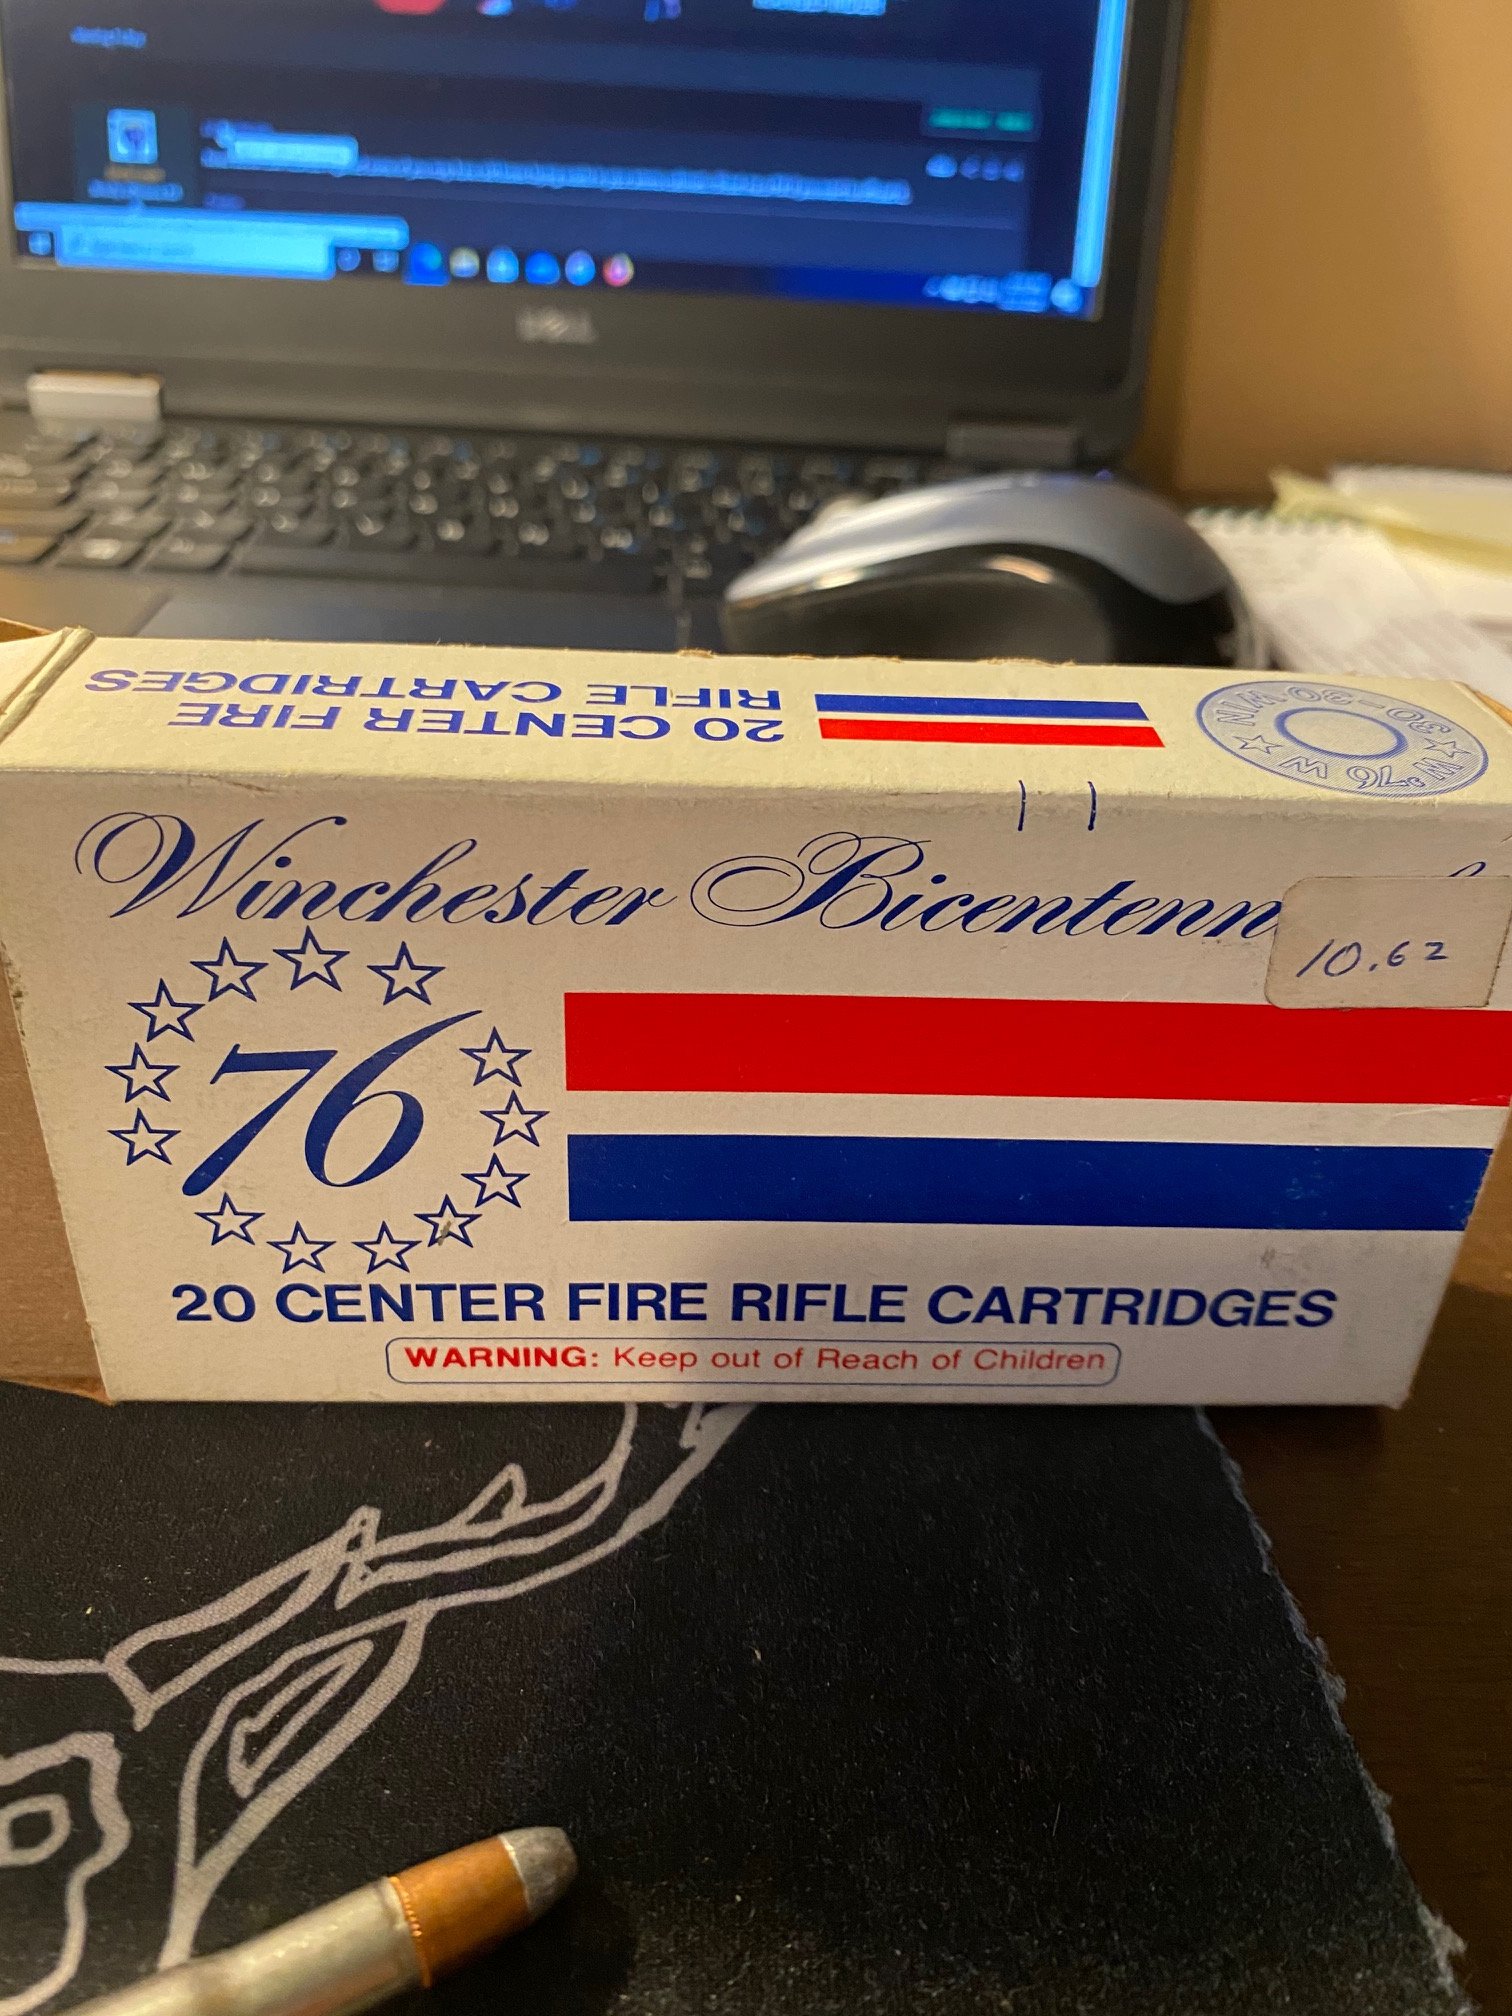 DELL
20 CENTER FIRE
RIFLE CARTRIDGES
30-30 WIN
W '76 W
Winchester Bicentenn
10.62
76
20 CENTER FIRE RIFLE CARTRIDGES
WARNING: Keep out of Reach of Children